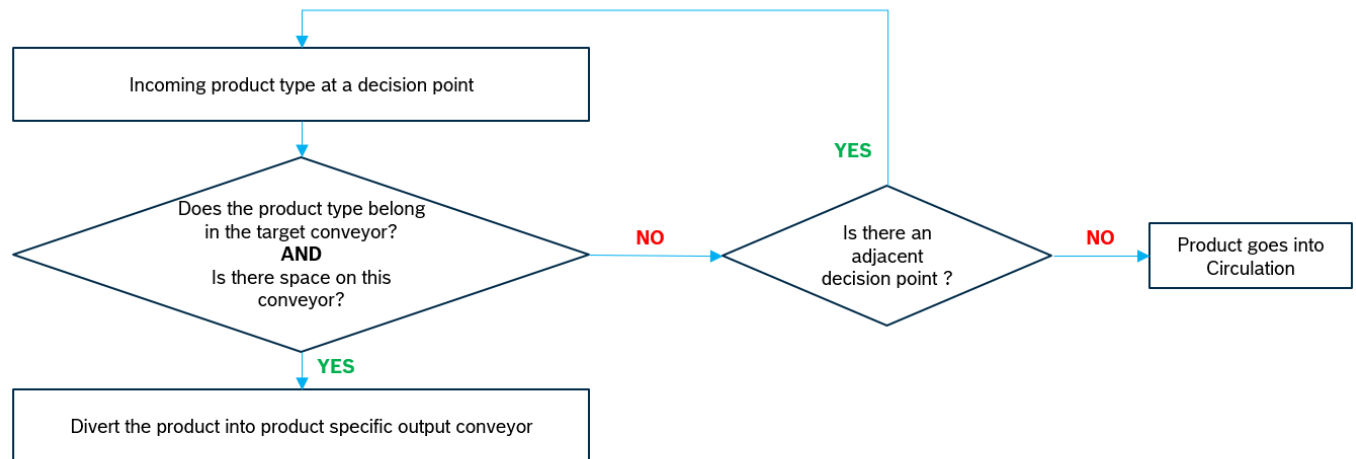 Incoming product type at a decision point
YES
Does the product type belong
in the target conveyor?
AND
Is there space on this
conveyor?
NO
Is there an
adjacent
decision point ?
NO
Product goes into
Circulation
YES
Divert the product into product specific output conveyor